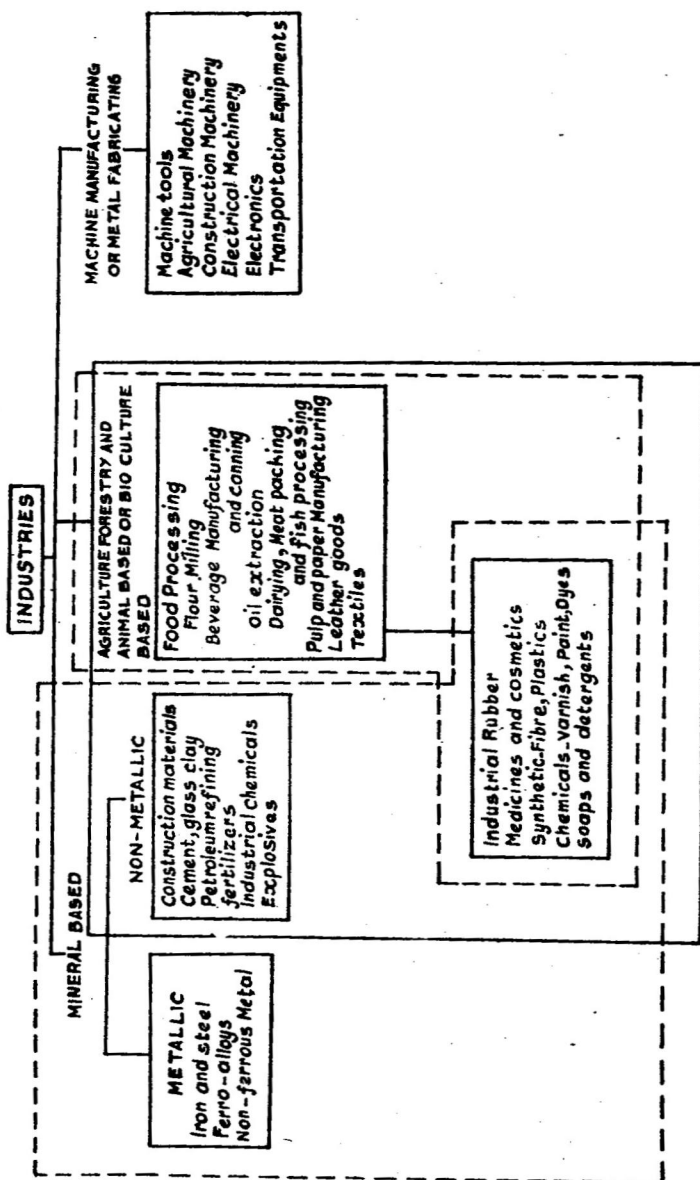 INDUSTRIES
MINERAL BASED
METALLIC
Iron and steel
Ferro-alloys
Non-ferrous Metal
NON-METALLIC
Construction materials
Cement, glass clay
Petroleum refining
fertilizers
Industrial chemicals
Explosives
AGRICULTURE FORESTRY AND
ANIMAL BASED OR BIO CULTURE
BASED
Food Processing
Flour Milling
Beverage Manufacturing
and canning
oil extraction
Dairying, Meat packing
and fish processing
Pulp and paper Manufacturing
Leather goods
Textiles
Industrial Rubber
Medicines and cosmetics
Synthetic-Fibre, Plastics
Chemicals-Varnish, Paint, Dyes
soaps and detergents
MACHINE MANUFACTURING
OR METAL FABRICATING
Machine tools
Agricultural Machinery
Construction Machinery
Electrical Machinery
Electronics
Transportation Equipments